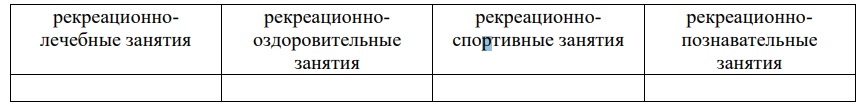 рекреационно-
лечебные занятия
рекреационно-
оздоровительные
занятия
рекреационно-
спортивные занятия
рекреационно-
познавательные
занятия